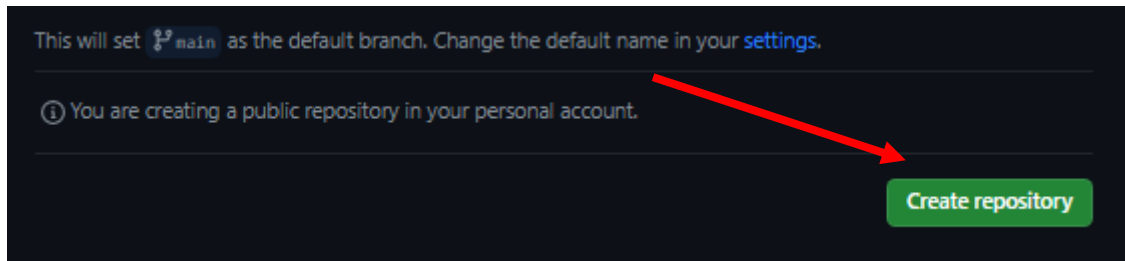 This will set main as the default branch. Change the default name in your settings.
You are creating a public repository in your personal account.
Create repository